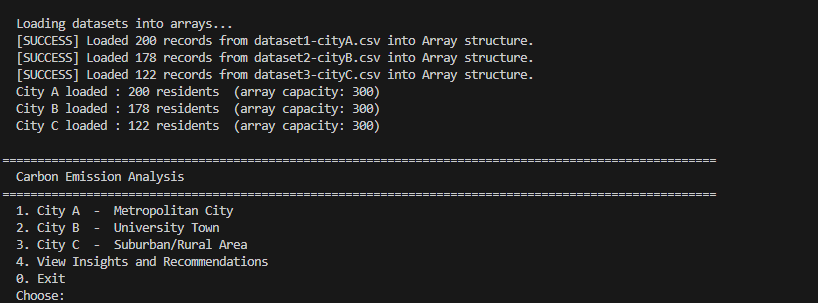 Loading datasets into arrays...
[SUCCESS] Loaded 200 records from dataset1-cityA.csv into Array structure.
[SUCCESS] Loaded 178 records from dataset2-cityB.csv into Array structure.
[SUCCESS] Loaded 122 records from dataset3-cityC.csv into Array structure.
City A loaded : 200 residents  (array capacity: 300)
City B loaded : 178 residents  (array capacity: 300)
City C loaded : 122 residents  (array capacity: 300)
======================================================================================================
Carbon Emission Analysis
======================================================================================================
1. City A  -  Metropolitan City
2. City B  -  University Town
3. City C  -  Suburban/Rural Area
4. View Insights and Recommendations
0. Exit
Choose: